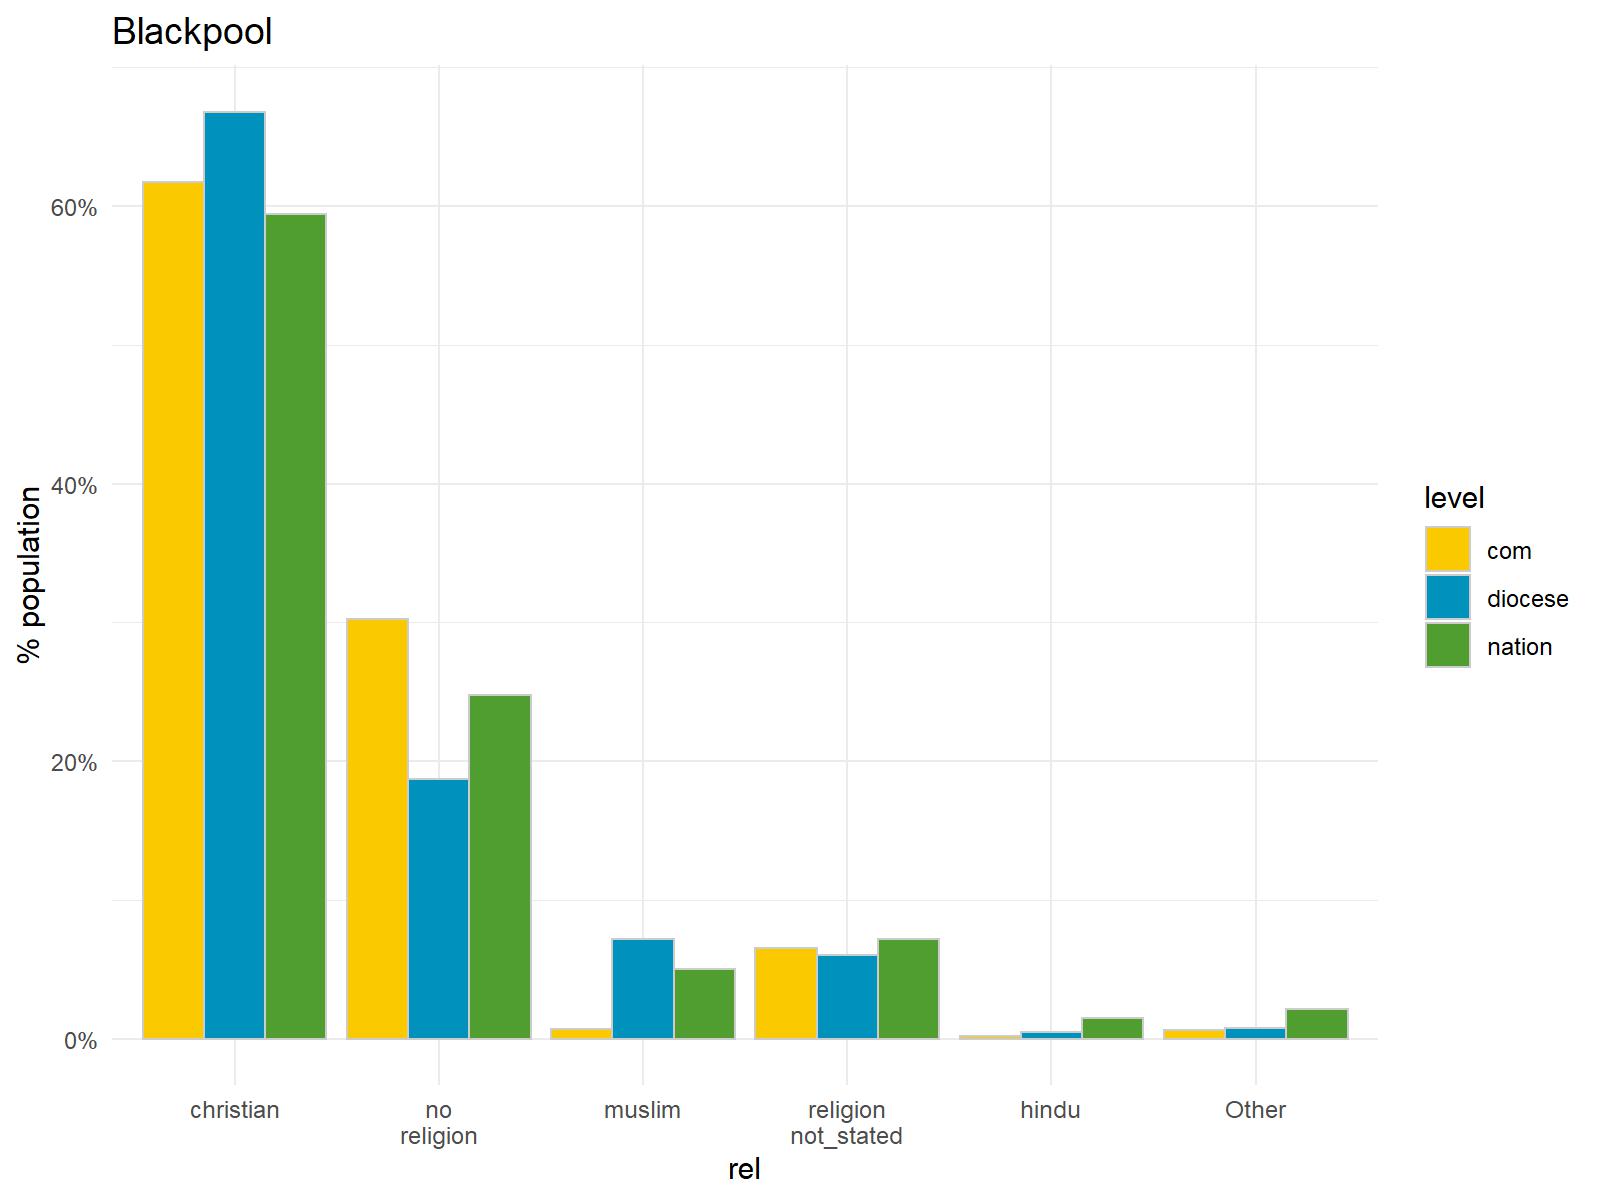 Blackpool
60%
40%
20%
0%
% population
christian
no
religion
muslim
religion
not_stated
hindu
Other
rel
level
com
diocese
nation